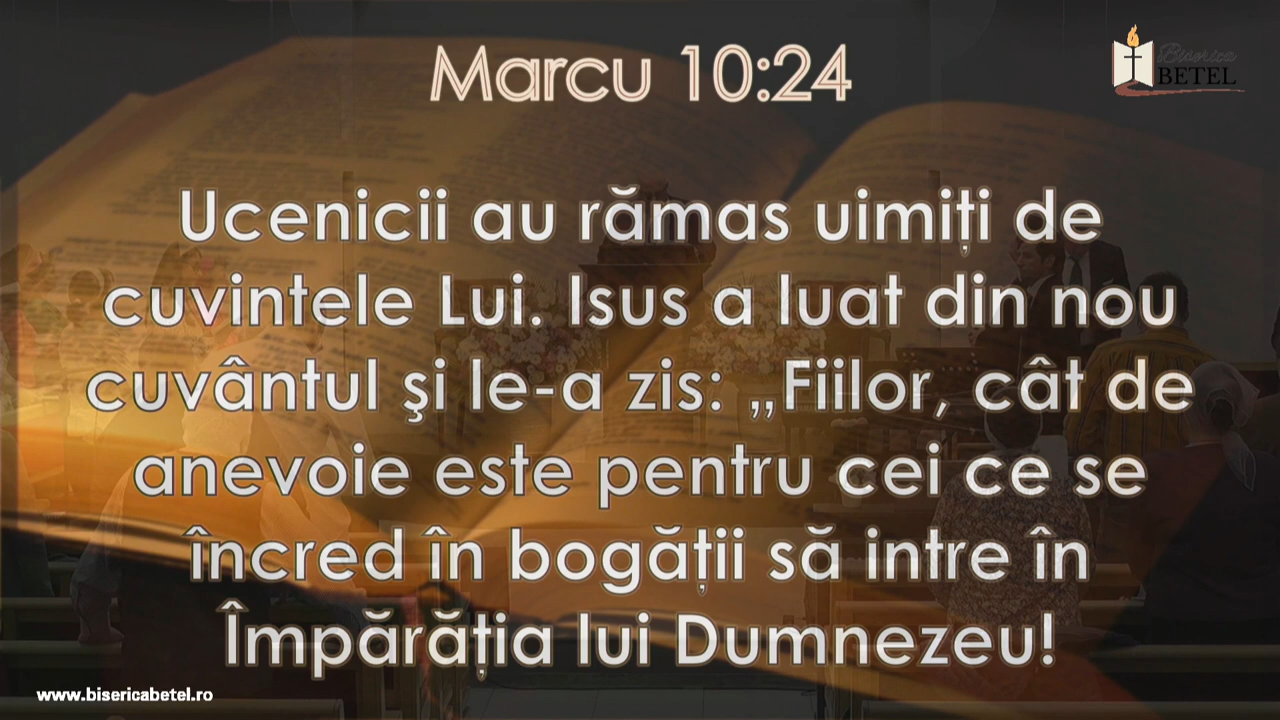 Marcu 10:24
Biserica
BETEL
Ucenicii au rămas uimiți de
cuvintele Lui. Isus a luat din nou
cuvântul şi le-a zis: „Fiilor, cât de
anevoie este pentru cei ce se
încred în bogății să intre în
Împărăția lui Dumnezeu!
www.bisericabetel.ro